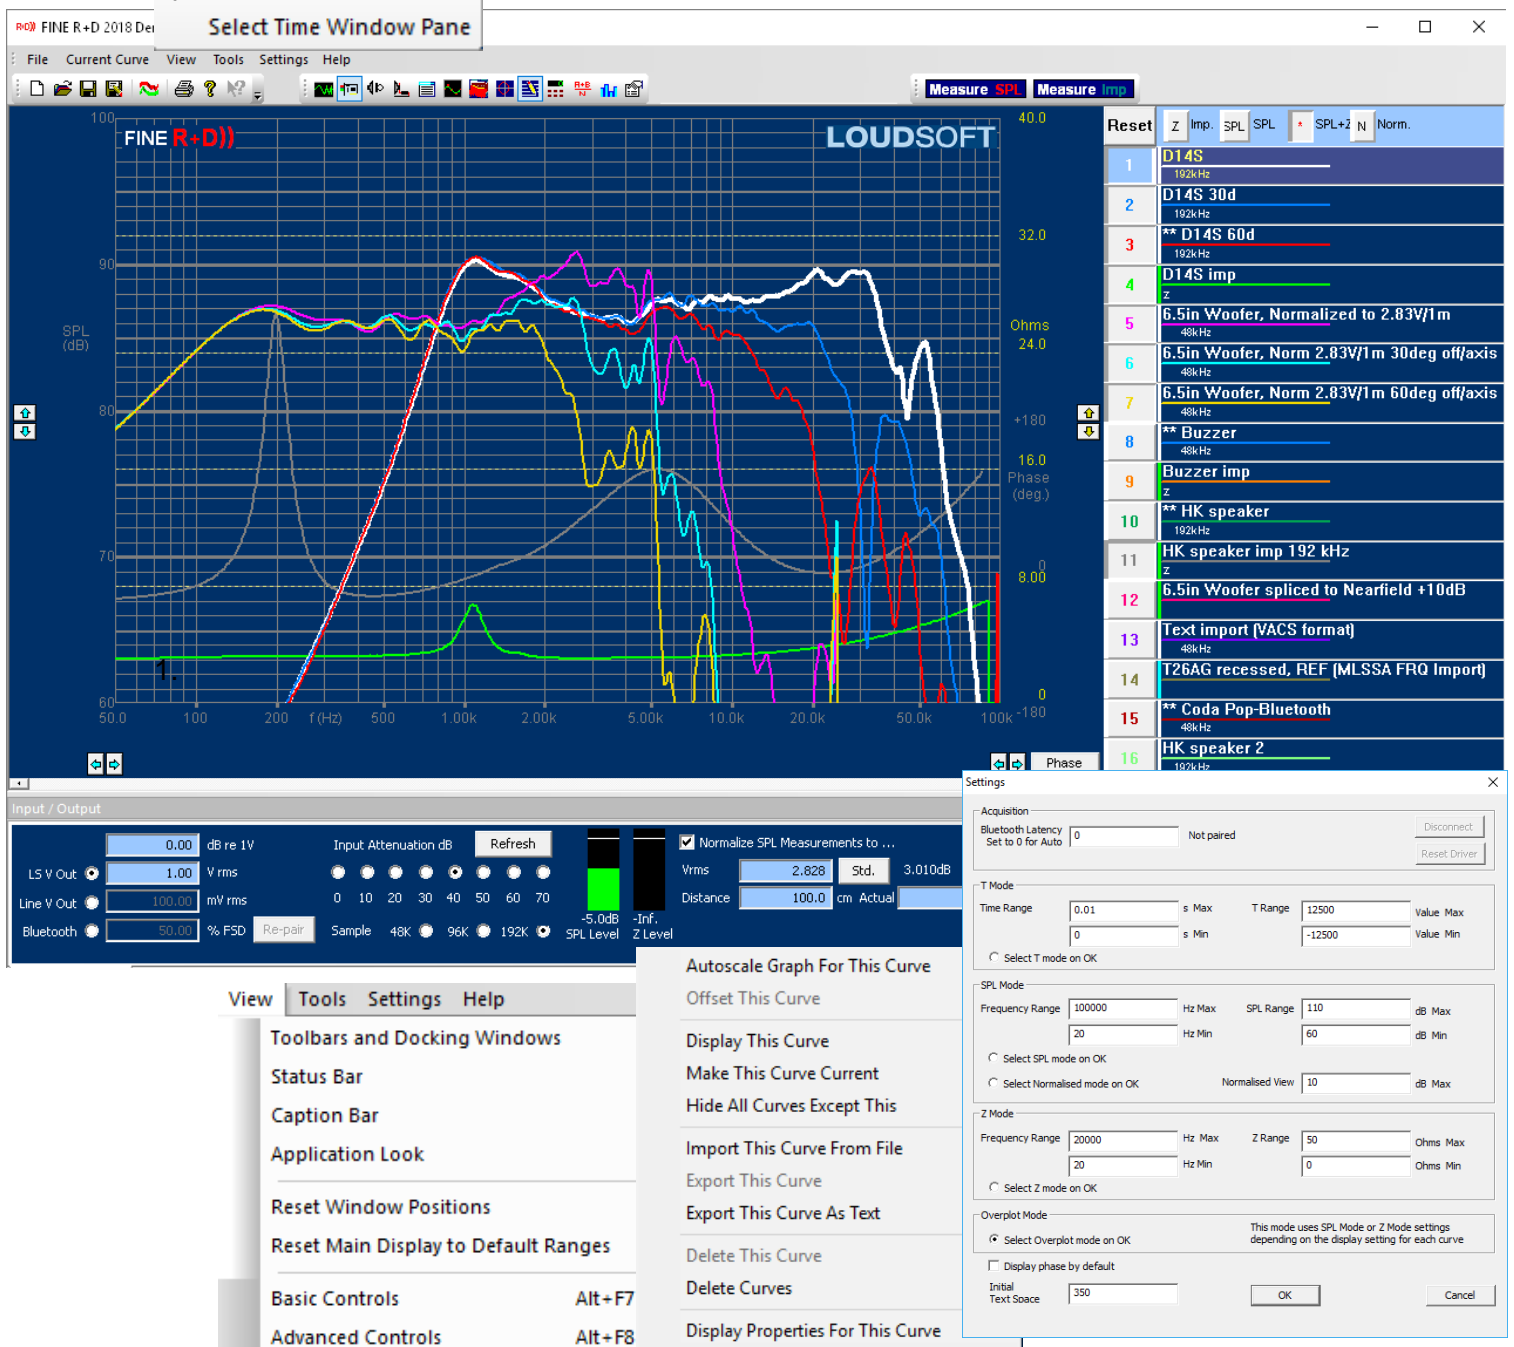 Select Time Window Pane
R+D)) FINE R+D 2018 De
File Current Curve View Tools Settings Help
Measure SPL Measure Imp
FINE R+D))
LOUDSOFT
100
90
80
70
60
SPL
(dB)
40.0
32.0
Ohms
24.0
+180
16.0
Phase
(deg.)
0
8.00
0
-180
1.
50.0 100 200 f(Hz) 500 1.00k 2.00k 5.00k 10.0k 20.0k 50.0k 100k
Phase
Reset Z Imp. SPL SPL * SPL+Z N Norm.
1 D14S
192kHz
2 D14S 30d
192kHz
3 ** D14S 60d
192kHz
4 D14S imp
Z
5 6.5in Woofer, Normalized to 2.83V/1m
48kHz
6 6.5in Woofer, Norm 2.83V/1m 30deg off/axis
48kHz
7 6.5in Woofer, Norm 2.83V/1m 60deg off/axis
48kHz
8 ** Buzzer
48kHz
9 Buzzer imp
Z
10 ** HK speaker
192kHz
11 HK speaker imp 192 kHz
Z
12 6.5in Woofer spliced to Nearfield +10dB
13 Text import (VACS format)
48kHz
14 T26AG recessed, REF (MLSSA FRQ Import)
15 ** Coda Pop-Bluetooth
48kHz
16 HK speaker 2
192kHz
Input / Output
0.00 dB re 1V
LS V Out 1.00 V rms
Line V Out 100.00 mV rms
Bluetooth 50.00 % FSD Re-pair
Input Attenuation dB Refresh
0 10 20 30 40 50 60 70
Sample 48K 96K 192K
-5.0dB -Inf.
SPL Level Z Level
Normalize SPL Measurements to ...
Vrms 2.828 Std. 3.010dB
Distance 100.0 cm Actual
View Tools Settings Help
Toolbars and Docking Windows
Status Bar
Caption Bar
Application Look
Reset Window Positions
Reset Main Display to Default Ranges
Basic Controls Alt+F7
Advanced Controls Alt+F8
Autoscale Graph For This Curve
Offset This Curve
Display This Curve
Make This Curve Current
Hide All Curves Except This
Import This Curve From File
Export This Curve
Export This Curve As Text
Delete This Curve
Delete Curves
Display Properties For This Curve
Settings
Acquisition
Bluetooth Latency
Set to 0 for Auto
0 Not paired
Disconnect
Reset Driver
T Mode
Time Range 0.01 s Max T Range 12500 Value Max
0 s Min -12500 Value Min
Select T mode on OK
SPL Mode
Frequency Range 100000 Hz Max SPL Range 110 dB Max
20 Hz Min 60 dB Min
Select SPL mode on OK
Select Normalised mode on OK Normalised View 10 dB Max
Z Mode
Frequency Range 20000 Hz Max Z Range 50 Ohms Max
20 Hz Min 0 Ohms Min
Select Z mode on OK
Overplot Mode
Select Overplot mode on OK
This mode uses SPL Mode or Z Mode settings
depending on the display setting for each curve
Display phase by default
Initial
Text Space
350
OK Cancel